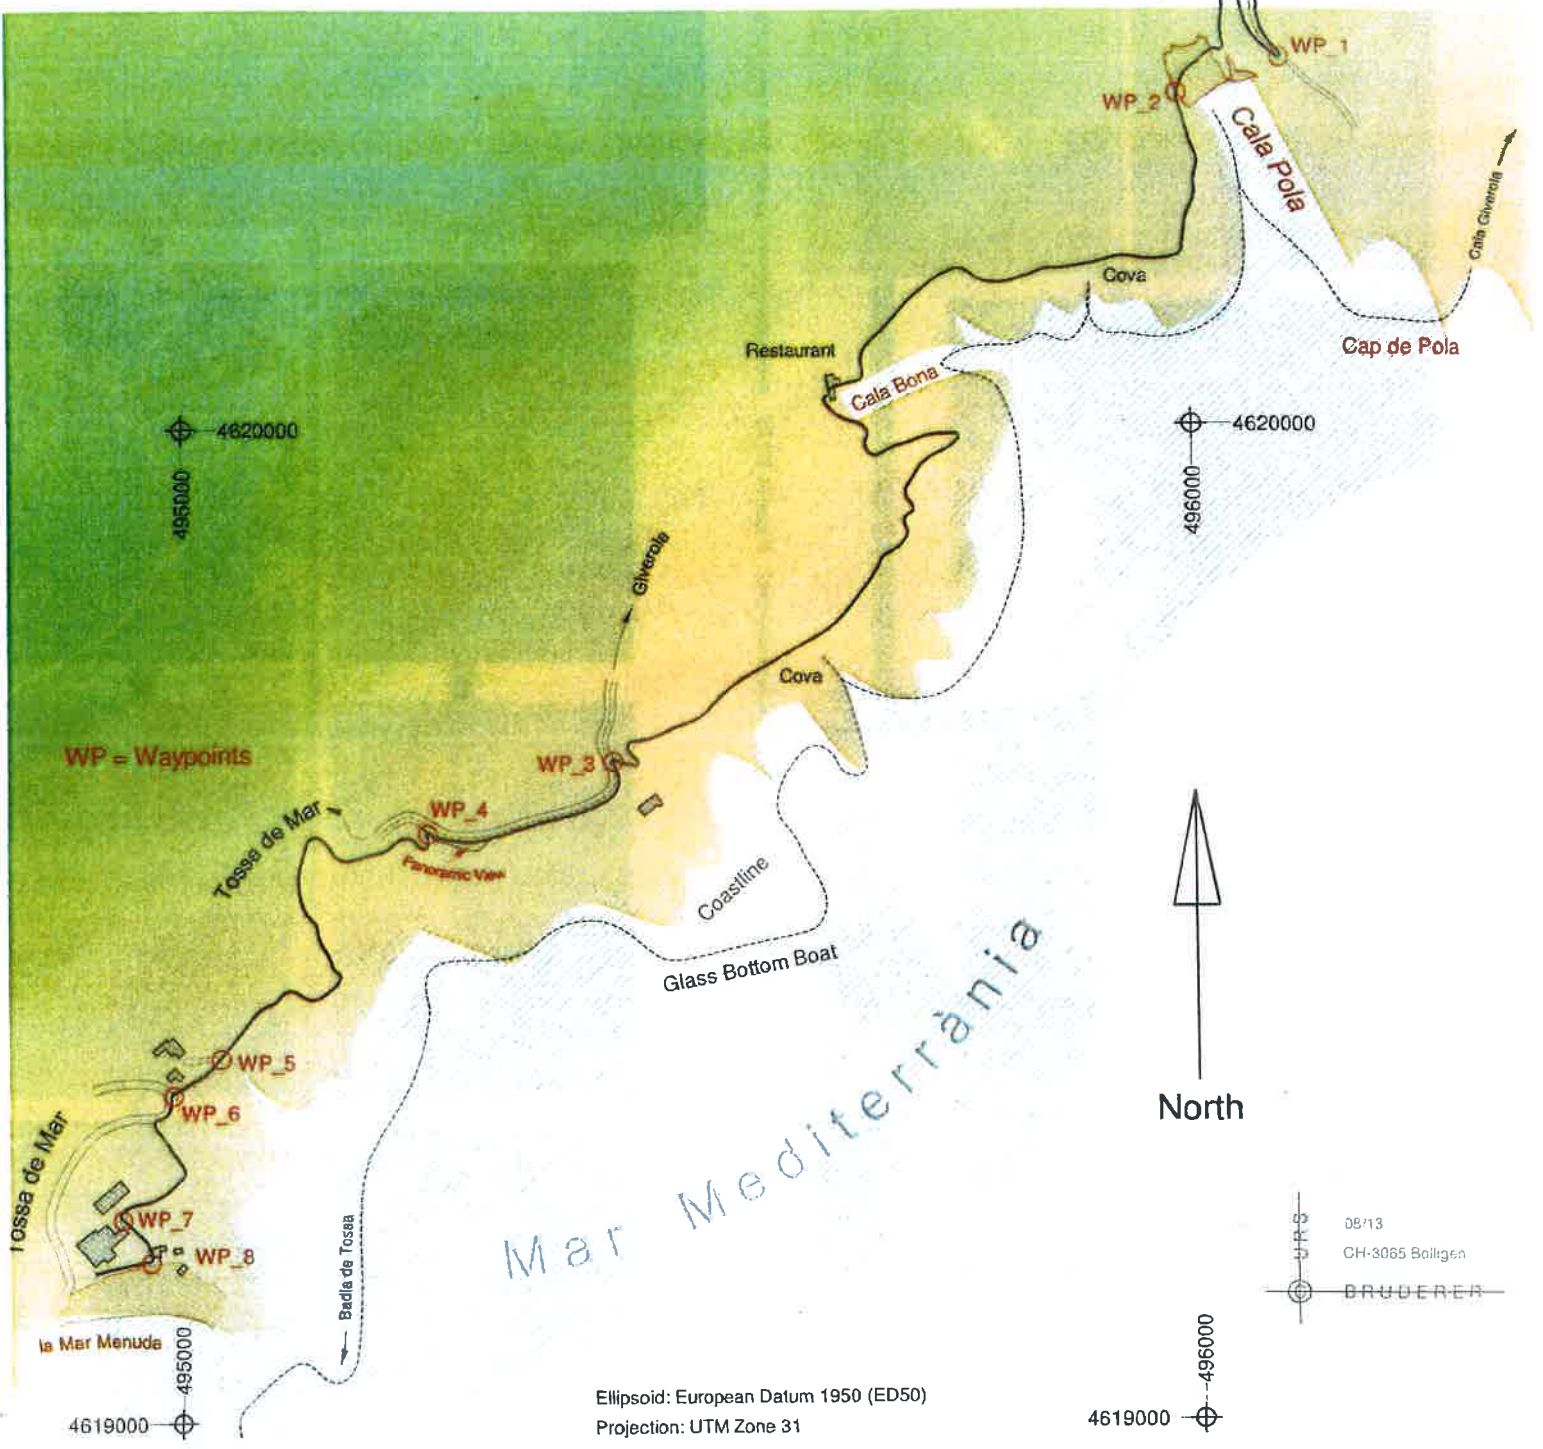 WP_1
WP_2
Cala Pola
Cala Giverola
Cova
Restaurant
Cala Bona
Cap de Pola
4620000
495000
4620000
496000
Giverola
Cova
WP = Waypoints
WP_3
WP_4
Tossa de Mar
Panoramic View
Coastline
Glass Bottom Boat
Mar Mediterrània
WP_5
WP_6
North
Tossa de Mar
WP_7
WP_8
Badia de Tossa
URS
08/13
CH-3065 Bolligen
BRUDERER
la Mar Menuda
495000
4619000
Ellipsoid: European Datum 1950 (ED50)
Projection: UTM Zone 31
496000
4619000